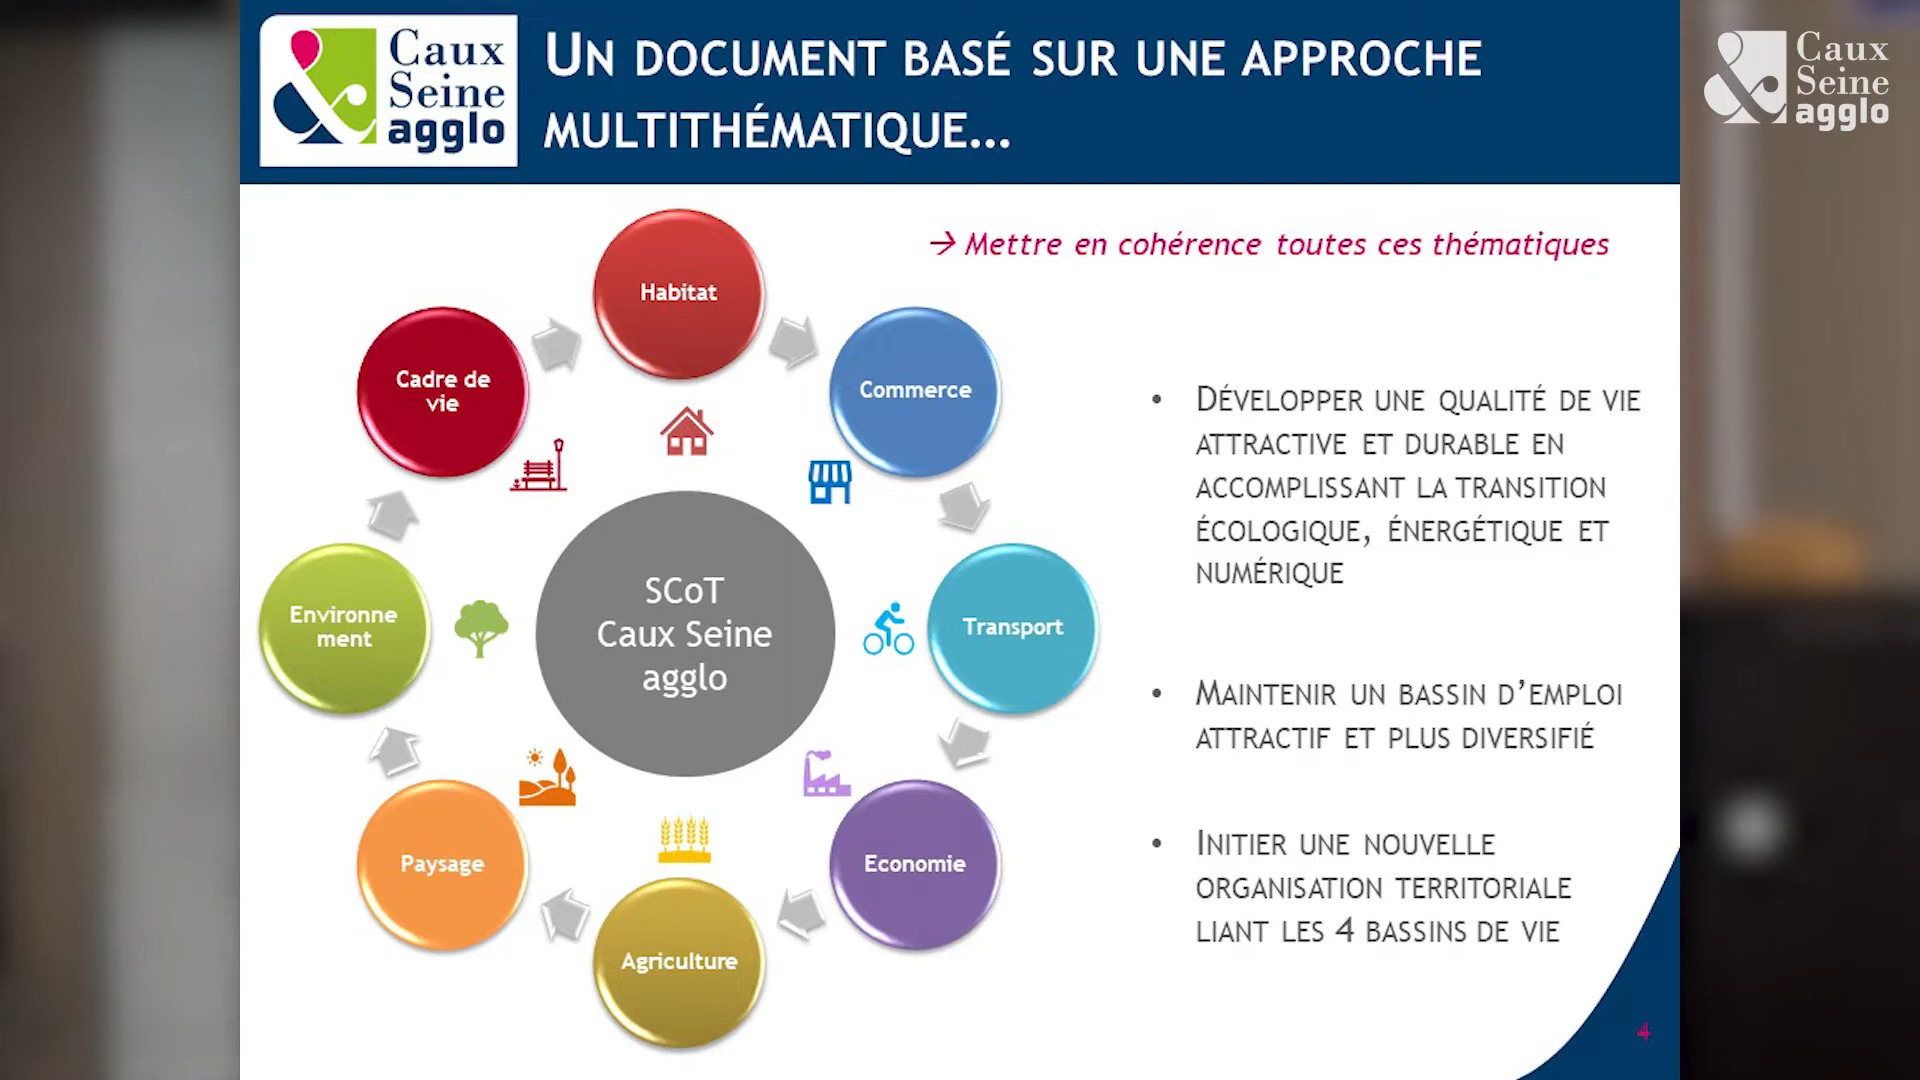 Caux
Seine
agglo
UN DOCUMENT BASÉ SUR UNE APPROCHE
MULTITHÉMATIQUE...
Caux
Seine
agglo
→ Mettre en cohérence toutes ces thématiques
Habitat
Commerce
Transport
Economie
Agriculture
Paysage
Environne
ment
Cadre de
vie
SCoT
Caux Seine
agglo
• DÉVELOPPER UNE QUALITÉ DE VIE
ATTRACTIVE ET DURABLE EN
ACCOMPLISSANT LA TRANSITION
ÉCOLOGIQUE, ÉNERGÉTIQUE ET
NUMÉRIQUE
• MAINTENIR UN BASSIN D’EMPLOI
ATTRACTIF ET PLUS DIVERSIFIÉ
• INITIER UNE NOUVELLE
ORGANISATION TERRITORIALE
LIANT LES 4 BASSINS DE VIE
4